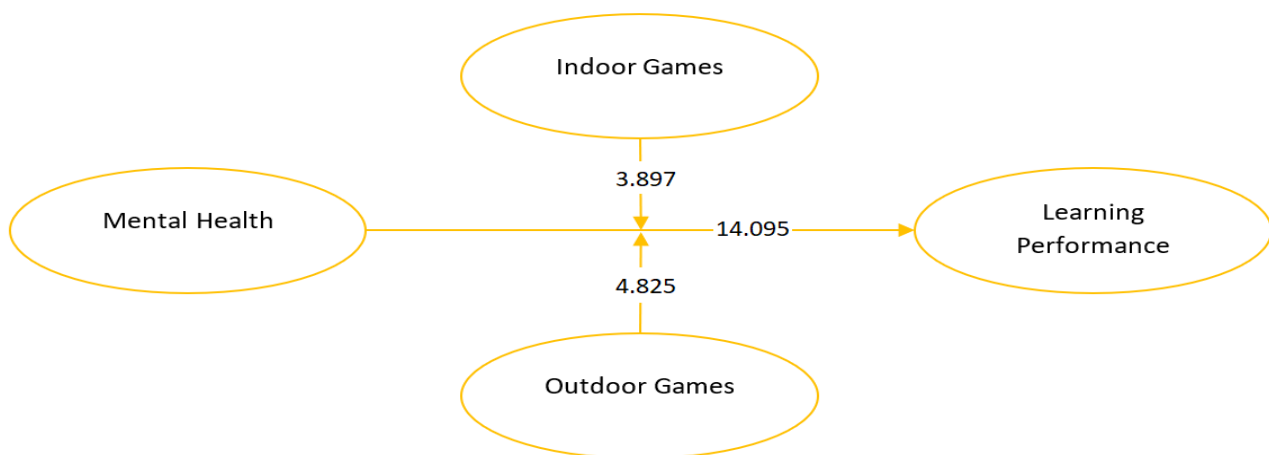 Indoor Games
3.897
Mental Health
14.095
Learning
Performance
4.825
Outdoor Games